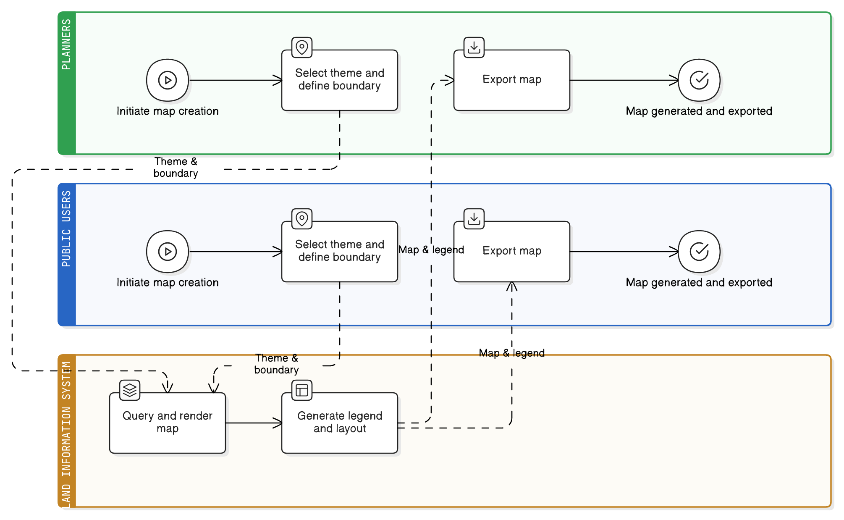 PLANNERS
Select theme and
define boundary
Export map
Initiate map creation
Map generated and exported
Theme &
boundary
PUBLIC USERS
Select theme and
define boundary
Map & legend
Export map
Initiate map creation
Map generated and exported
Map & legend
Theme &
boundary
LAND INFORMATION SYSTEM
Query and render
map
Generate legend
and layout